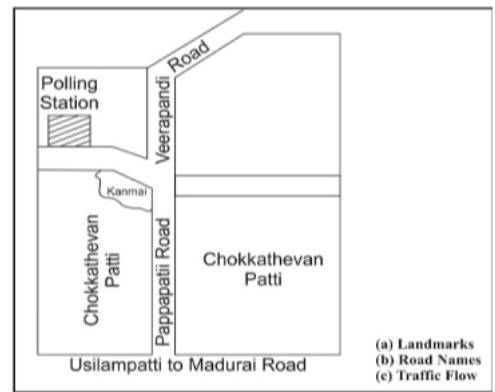 Road
Polling
Station
Veerapandi
Kanmai
Chokkathevan
Patti
Pappapatii Road
Chokkathevan
Patti
(a) Landmarks
(b) Road Names
(c) Traffic Flow
Usilampatti to Madurai Road